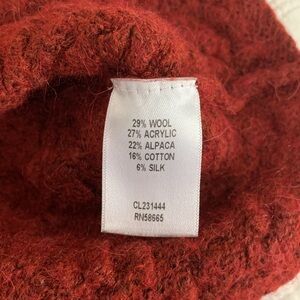 29% WOOL
27% ACRYLIC
22% ALPACA
16% COTTON
6% SILK
CL231444
RN58665